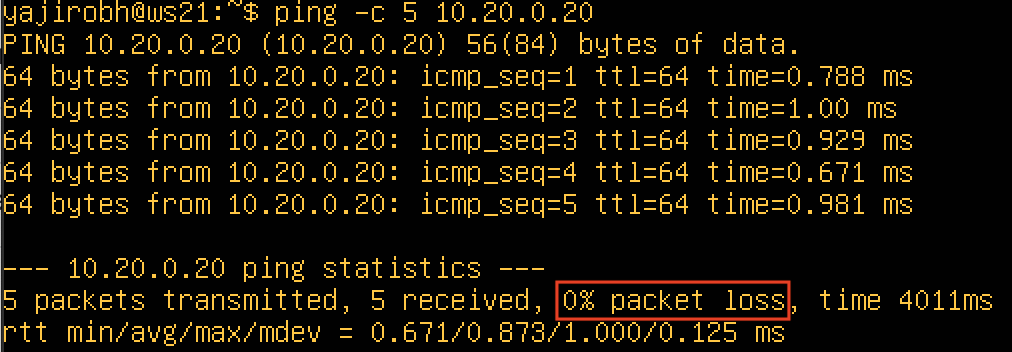 yajirobh@ws21:~$ ping -c 5 10.20.0.20
PING 10.20.0.20 (10.20.0.20) 56(84) bytes of data.
64 bytes from 10.20.0.20: icmp_seq=1 ttl=64 time=0.788 ms
64 bytes from 10.20.0.20: icmp_seq=2 ttl=64 time=1.00 ms
64 bytes from 10.20.0.20: icmp_seq=3 ttl=64 time=0.929 ms
64 bytes from 10.20.0.20: icmp_seq=4 ttl=64 time=0.671 ms
64 bytes from 10.20.0.20: icmp_seq=5 ttl=64 time=0.981 ms
--- 10.20.0.20 ping statistics ---
5 packets transmitted, 5 received, 0% packet loss, time 4011ms
rtt min/avg/max/mdev = 0.671/0.873/1.000/0.125 ms